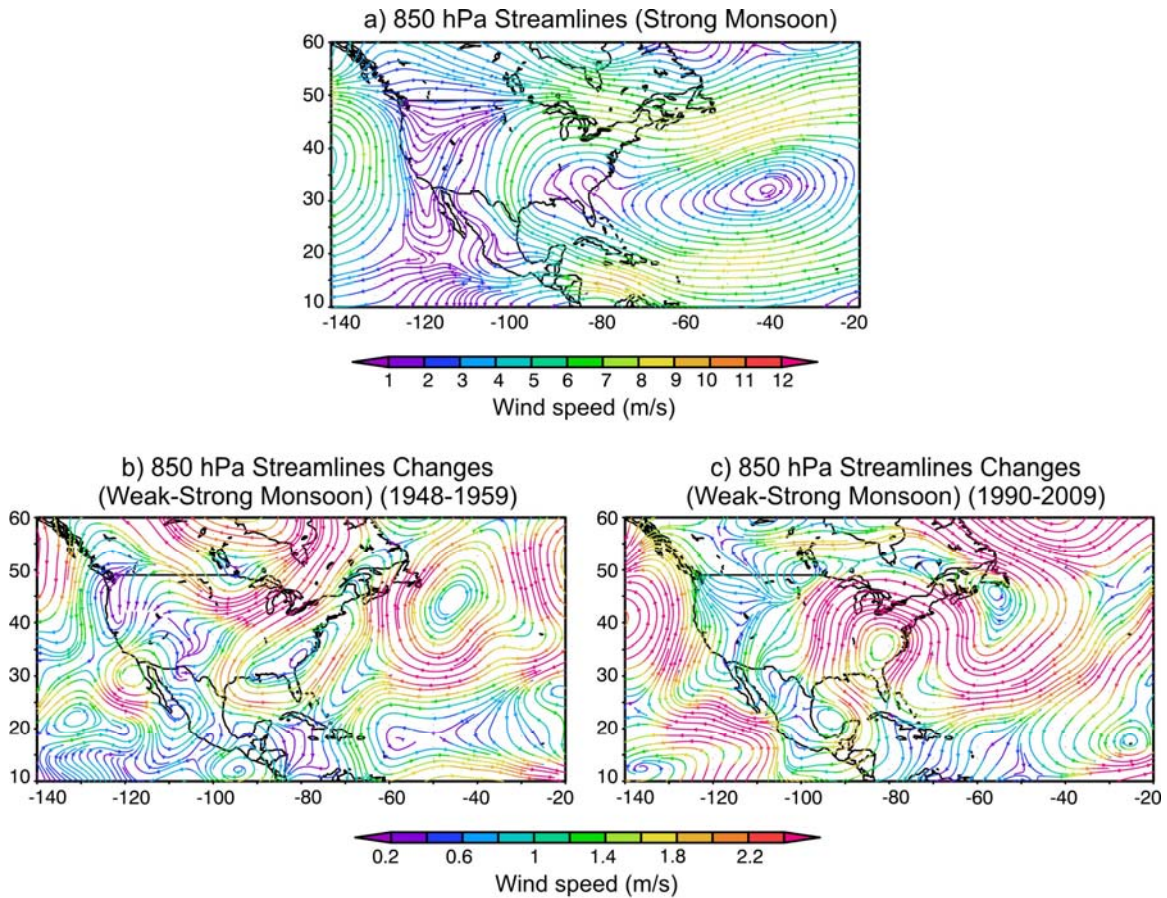 a) 850 hPa Streamlines (Strong Monsoon)
60
50
40
30
20
10
-140 -120 -100 -80 -60 -40 -20
1 2 3 4 5 6 7 8 9 10 11 12
Wind speed (m/s)
b) 850 hPa Streamlines Changes
(Weak-Strong Monsoon) (1948-1959)
60
50
40
30
20
10
-140 -120 -100 -80 -60 -40 -20
c) 850 hPa Streamlines Changes
(Weak-Strong Monsoon) (1990-2009)
60
50
40
30
20
10
-140 -120 -100 -80 -60 -40 -20
0.2 0.6 1 1.4 1.8 2.2
Wind speed (m/s)